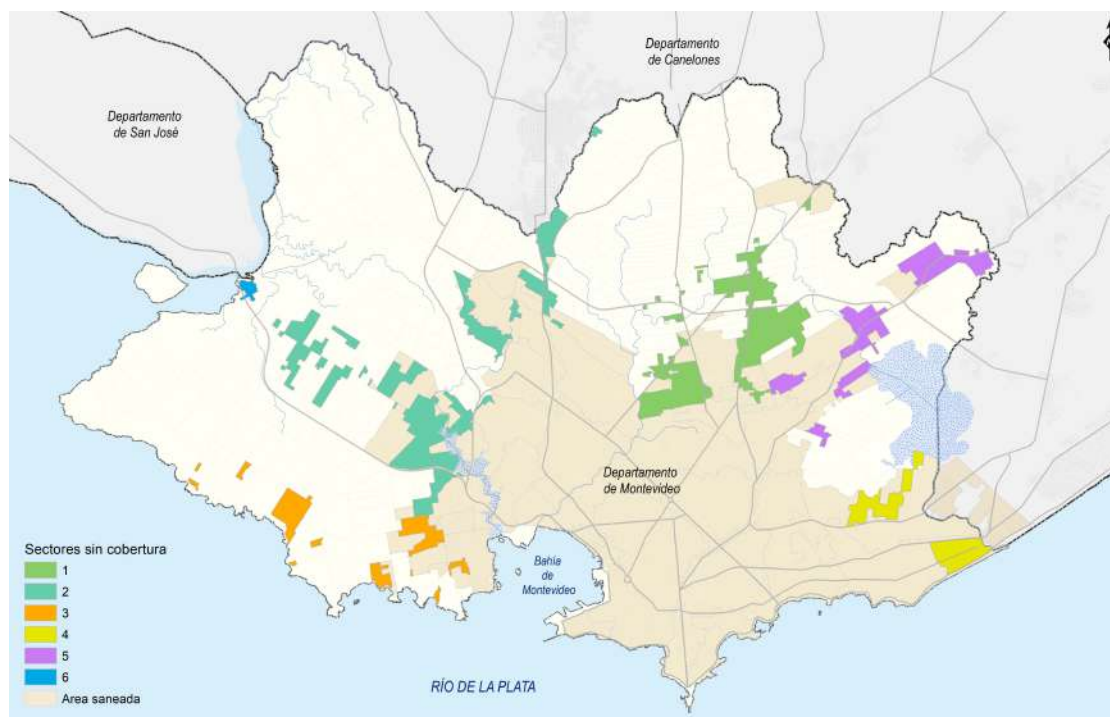 Departamento
de Canelones
Departamento
de San José
Departamento
de Montevideo
Bahía
de
Montevideo
RÍO DE LA PLATA
Sectores sin cobertura
1
2
3
4
5
6
Area saneada